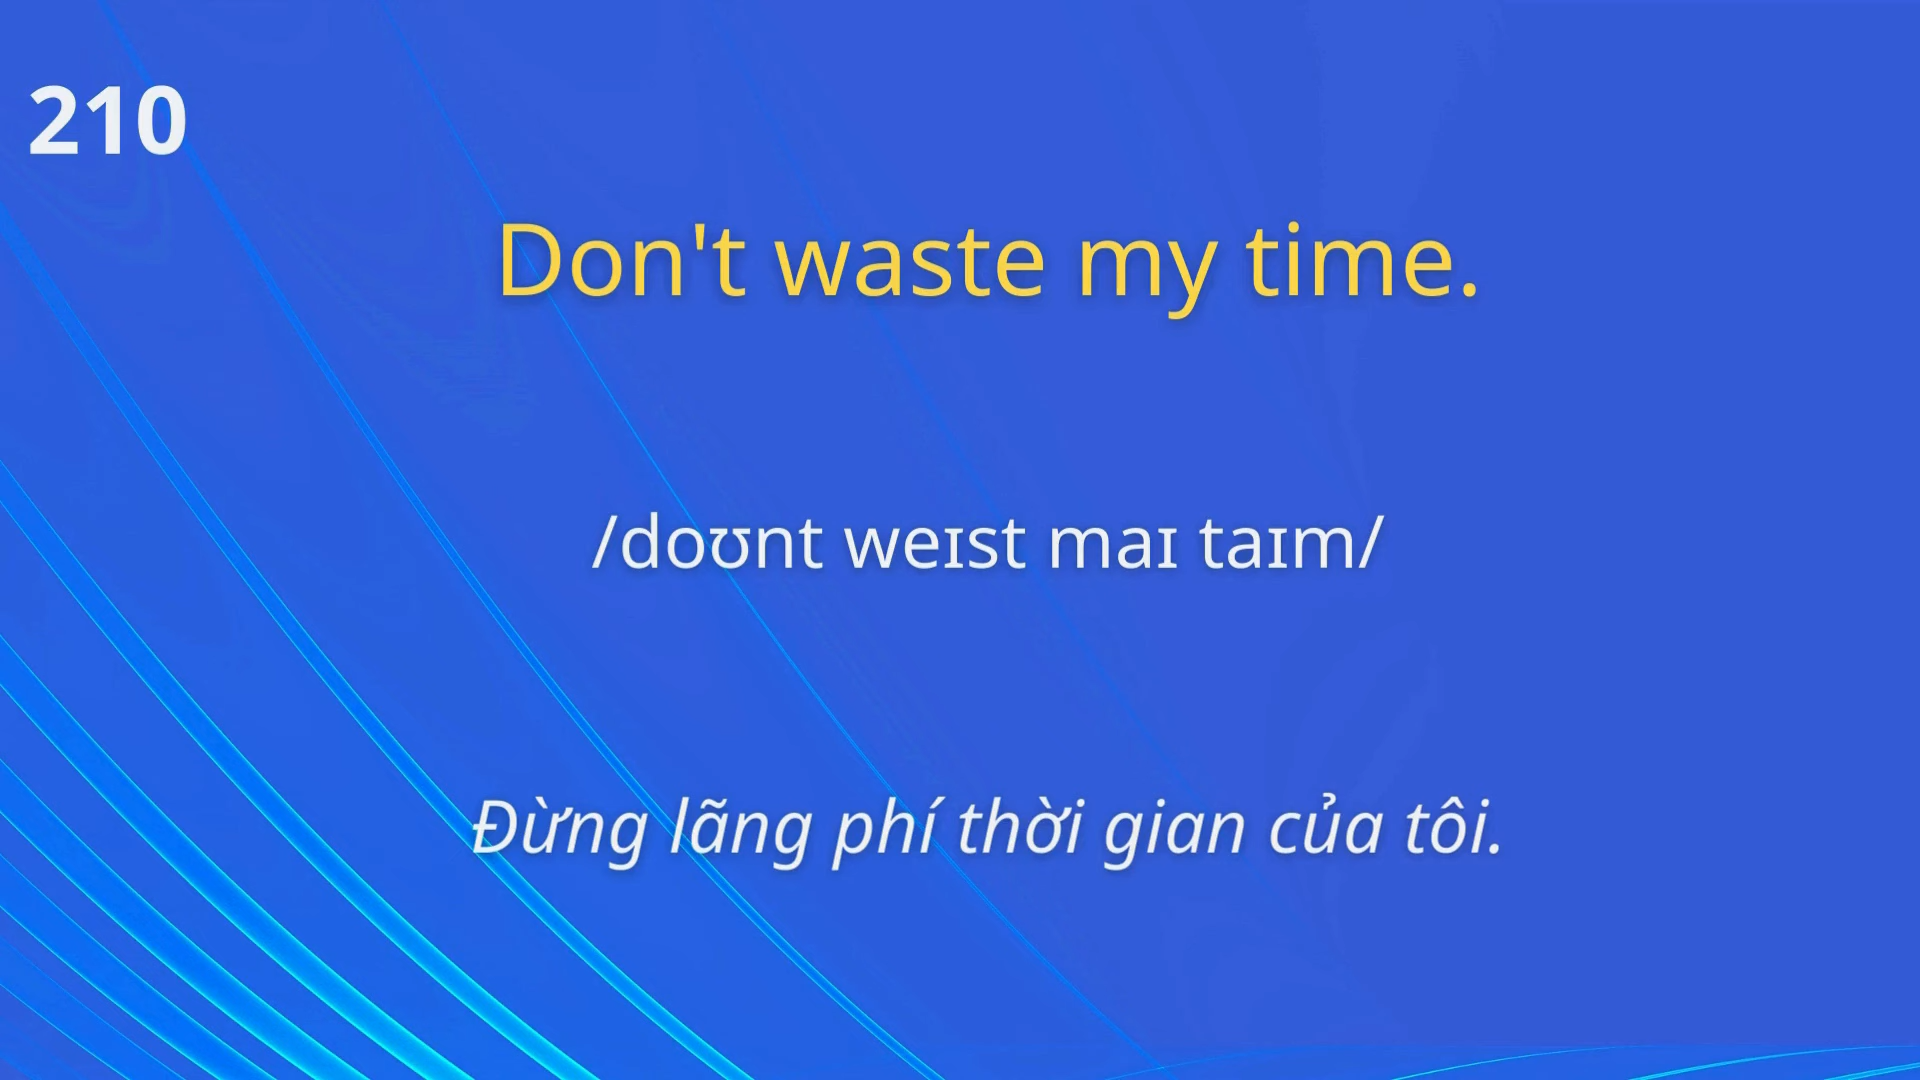 210
Don't waste my time.
/doʊnt weɪst maɪ taɪm/
Đừng lãng phí thời gian của tôi.